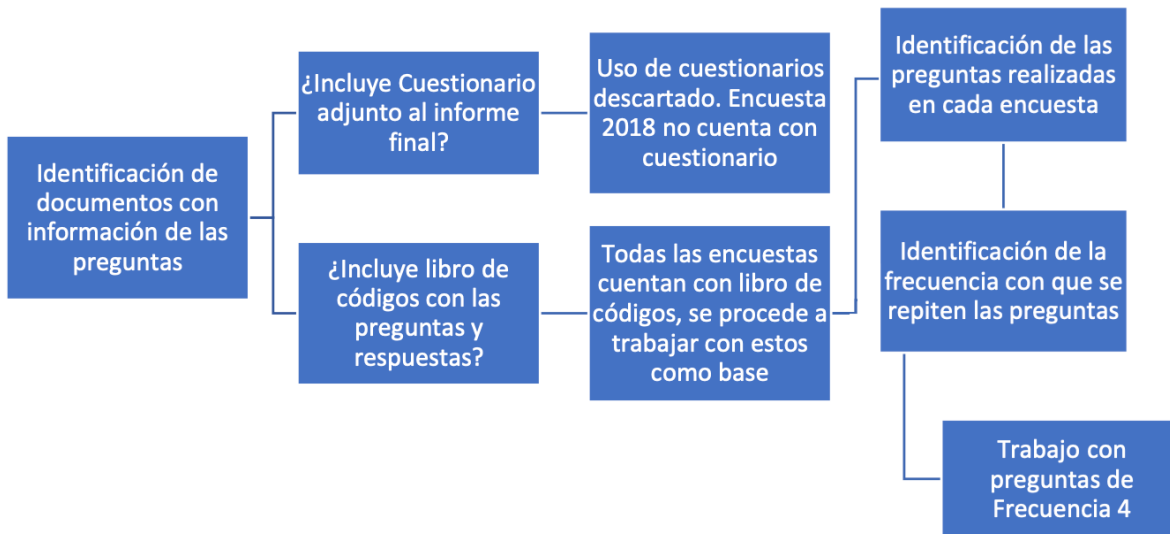 Identificación de
documentos con
información de las
preguntas
¿Incluye Cuestionario
adjunto al informe
final?
Uso de cuestionarios
descartado. Encuesta
2018 no cuenta con
cuestionario
¿Incluye libro de
códigos con las
preguntas y
respuestas?
Todas las encuestas
cuentan con libro de
códigos, se procede a
trabajar con estos
como base
Identificación de las
preguntas realizadas
en cada encuesta
Identificación de la
frecuencia con que se
repiten las preguntas
Trabajo con
preguntas de
Frecuencia 4